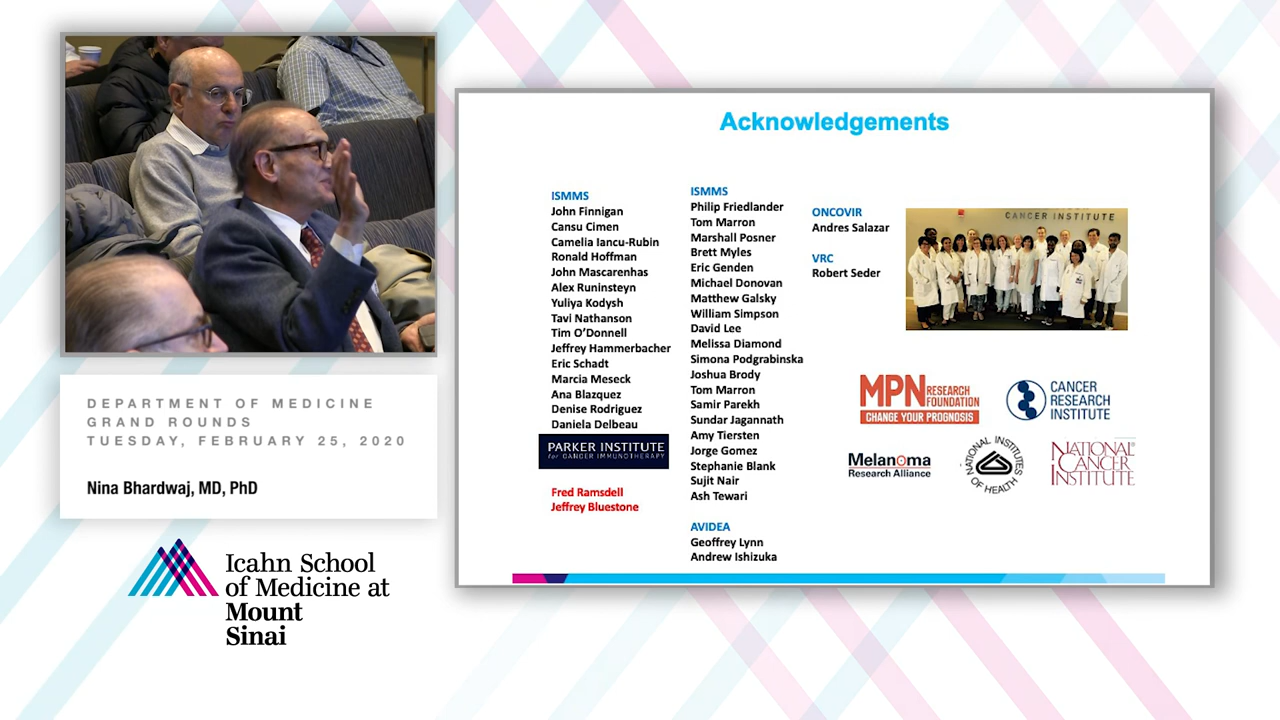 DEPARTMENT OF MEDICINE
GRAND ROUNDS
TUESDAY, FEBRUARY 25, 2020
Nina Bhardwaj, MD, PhD
Icahn School
of Medicine at
Mount
Sinai
Acknowledgements
ISMMS
John Finnigan
Cansu Cimen
Camelia Iancu-Rubin
Ronald Hoffman
John Mascarenhas
Alex Runinsteyn
Yuliya Kodysh
Tavi Nathanson
Tim O'Donnell
Jeffrey Hammerbacher
Eric Schadt
Marcia Meseck
Ana Blazquez
Denise Rodriguez
Daniela Delbeau
PARKER INSTITUTE
for CANCER IMMUNOTHERAPY
Fred Ramsdell
Jeffrey Bluestone
ISMMS
Philip Friedlander
Tom Marron
Marshall Posner
Brett Myles
Eric Genden
Michael Donovan
Matthew Galsky
William Simpson
David Lee
Melissa Diamond
Simona Podgrabinska
Joshua Brody
Tom Marron
Samir Parekh
Sundar Jagannath
Amy Tiersten
Jorge Gomez
Stephanie Blank
Sujit Nair
Ash Tewari
AVIDEA
Geoffrey Lynn
Andrew Ishizuka
ONCOVIR
Andres Salazar
VRC
Robert Seder
CANCER INSTITUTE
MPN RESEARCH
FOUNDATION
CHANGE YOUR PROGNOSIS
CANCER
RESEARCH
INSTITUTE
Melanoma
Research Alliance
NATIONAL INSTITUTES
OF HEALTH
NATIONAL
CANCER
INSTITUTE